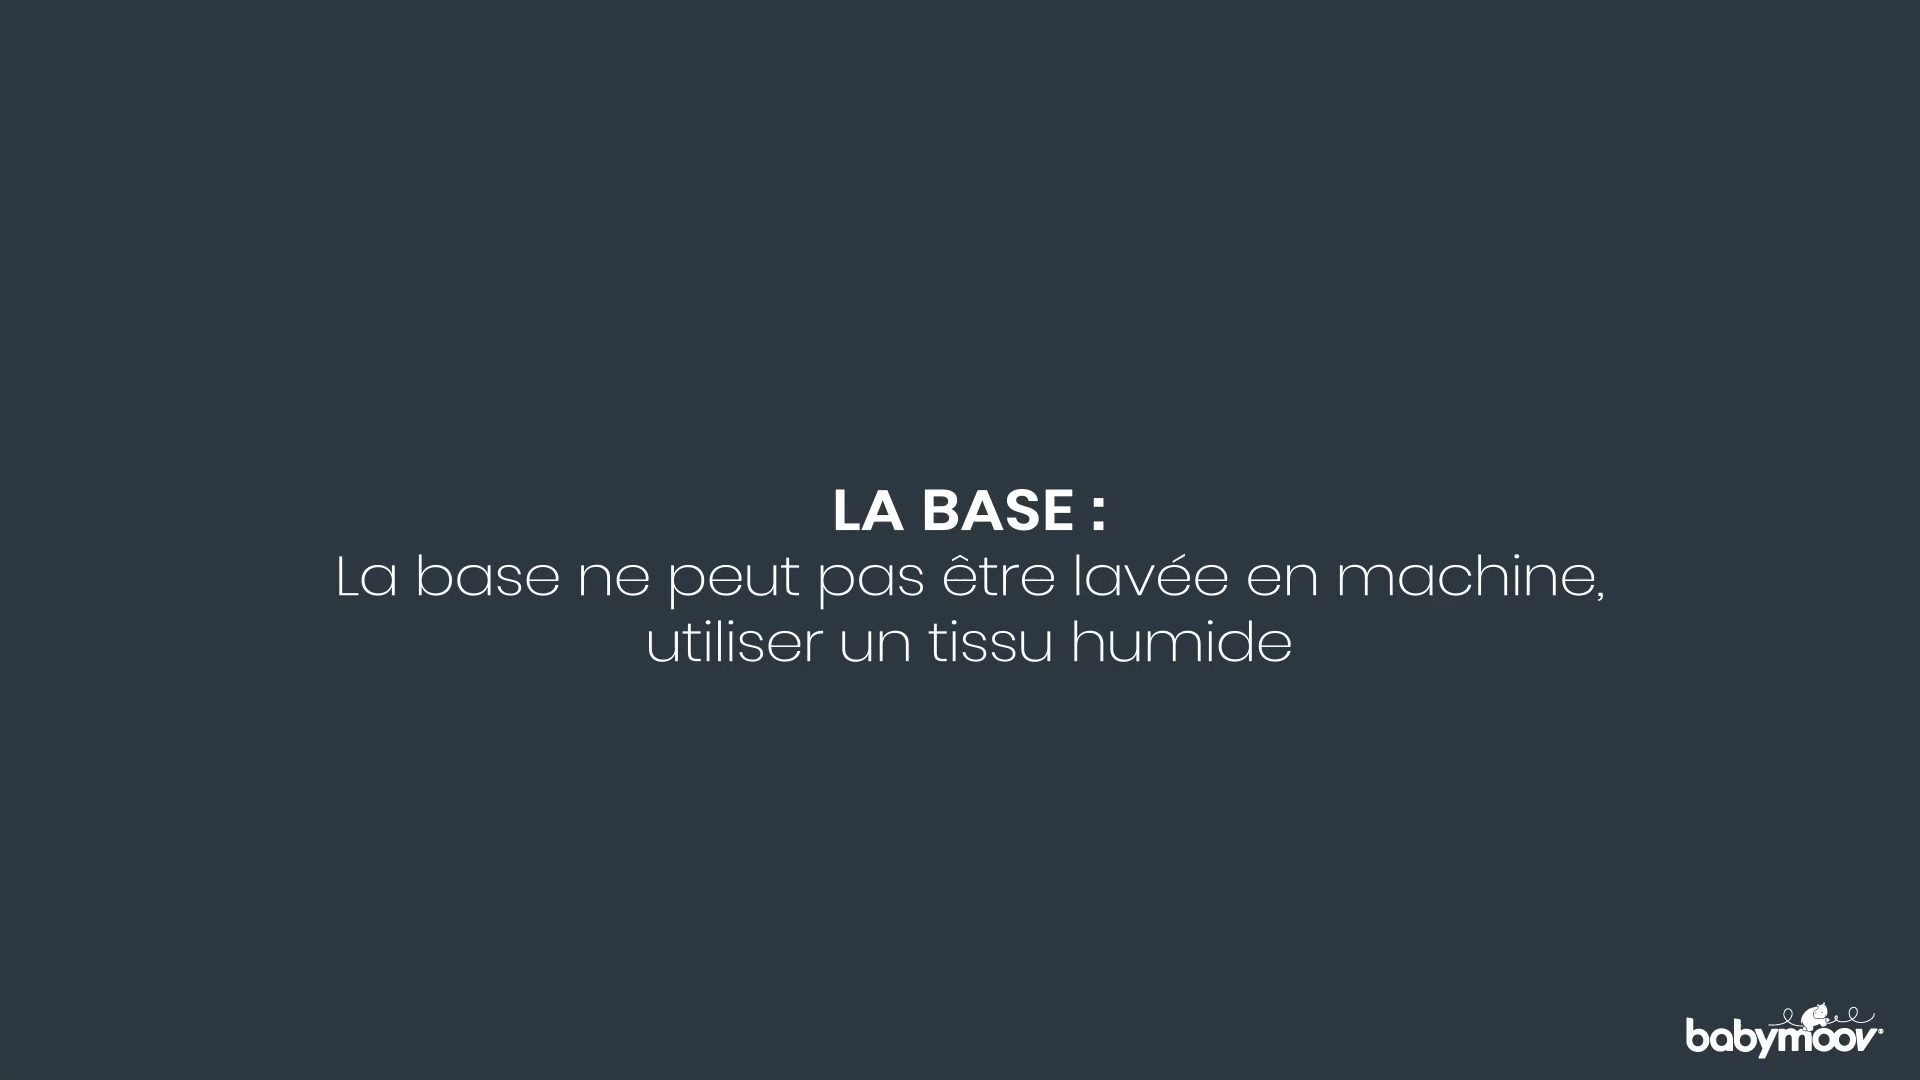 LA BASE :
La base ne peut pas être lavée en machine,
utiliser un tissu humide
babymoov®